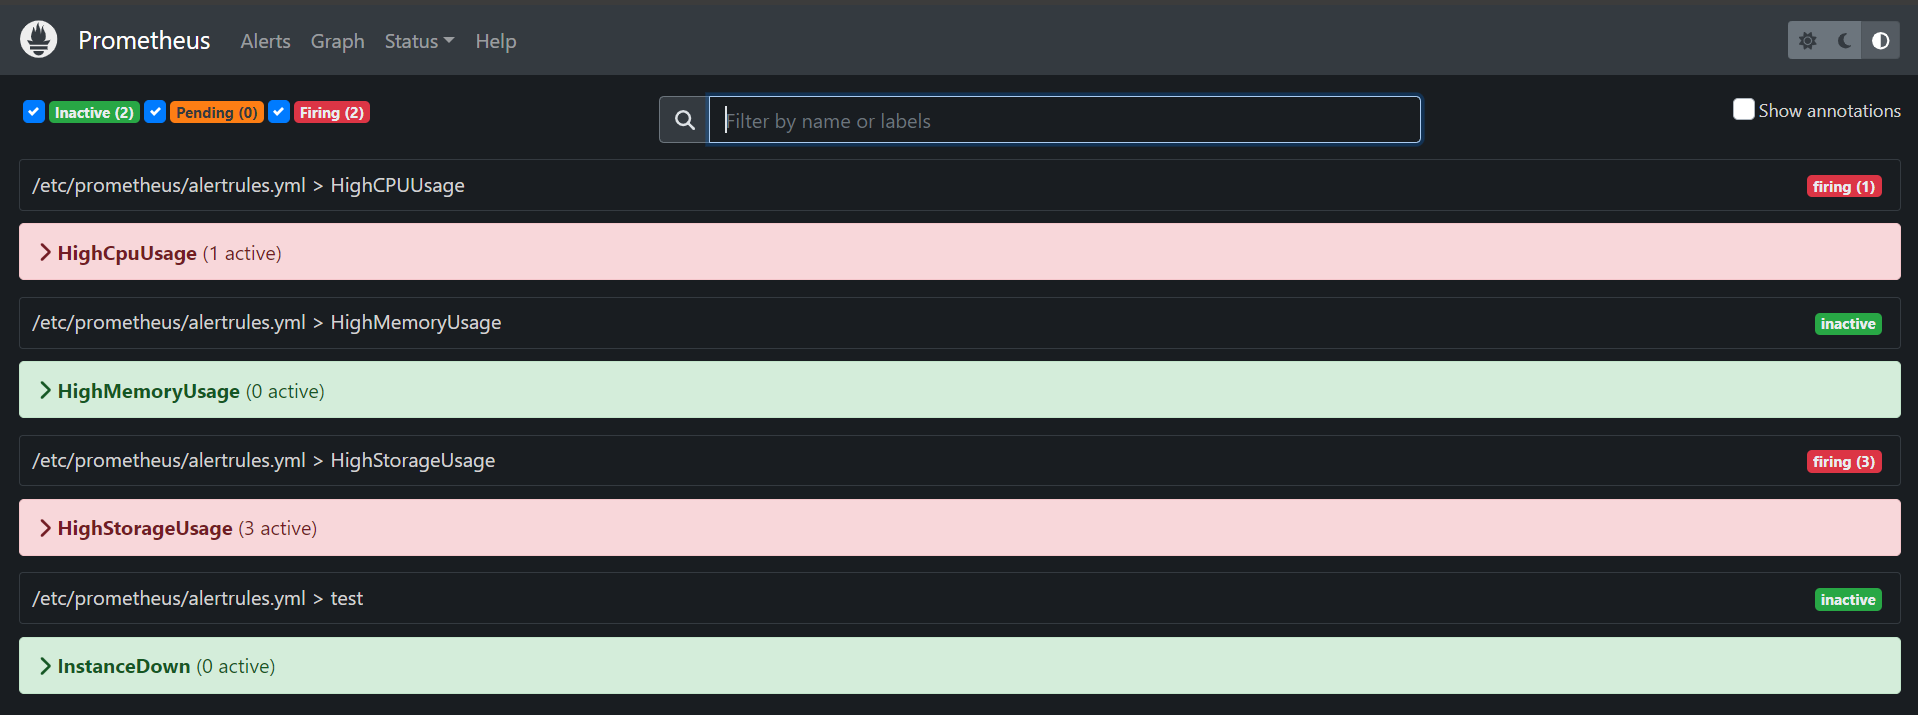 Prometheus Alerts Graph Status Help
Inactive (2) Pending (0) Firing (2) Filter by name or labels Show annotations
/etc/prometheus/alertrules.yml > HighCPUUsage firing (1)
HighCpuUsage (1 active)
/etc/prometheus/alertrules.yml > HighMemoryUsage inactive
HighMemoryUsage (0 active)
/etc/prometheus/alertrules.yml > HighStorageUsage firing (3)
HighStorageUsage (3 active)
/etc/prometheus/alertrules.yml > test inactive
InstanceDown (0 active)